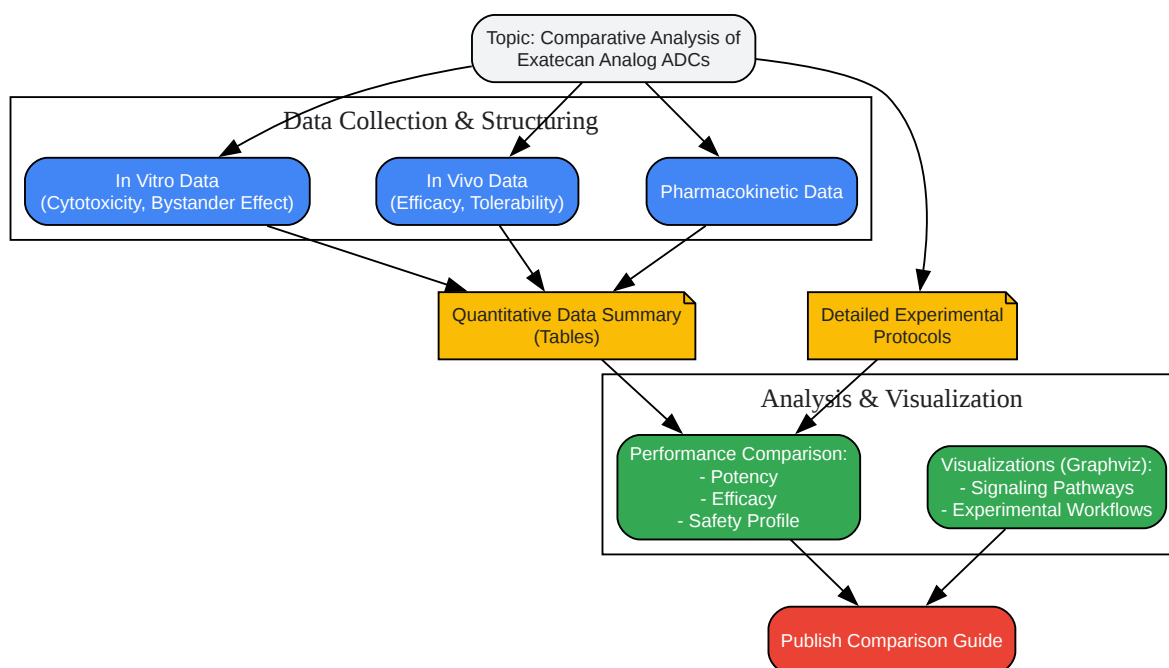 Topic: Comparative Analysis of
Exatecan Analog ADCs
Data Collection & Structuring
In Vitro Data
(Cytotoxicity, Bystander Effect)
In Vivo Data
(Efficacy, Tolerability)
Pharmacokinetic Data
Quantitative Data Summary
(Tables)
Detailed Experimental
Protocols
Analysis & Visualization
Performance Comparison:
- Potency
- Efficacy
- Safety Profile
Visualizations (Graphviz):
- Signaling Pathways
- Experimental Workflows
Publish Comparison Guide